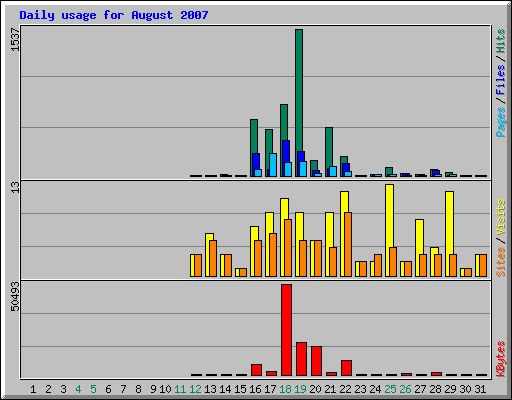 Daily usage for August 2007
1537
Pages / Files / Hits
13
Sites / Visits
50493
KBytes
1 2 3 4 5 6 7 8 9 10 11 12 13 14 15 16 17 18 19 20 21 22 23 24 25 26 27 28 29 30 31